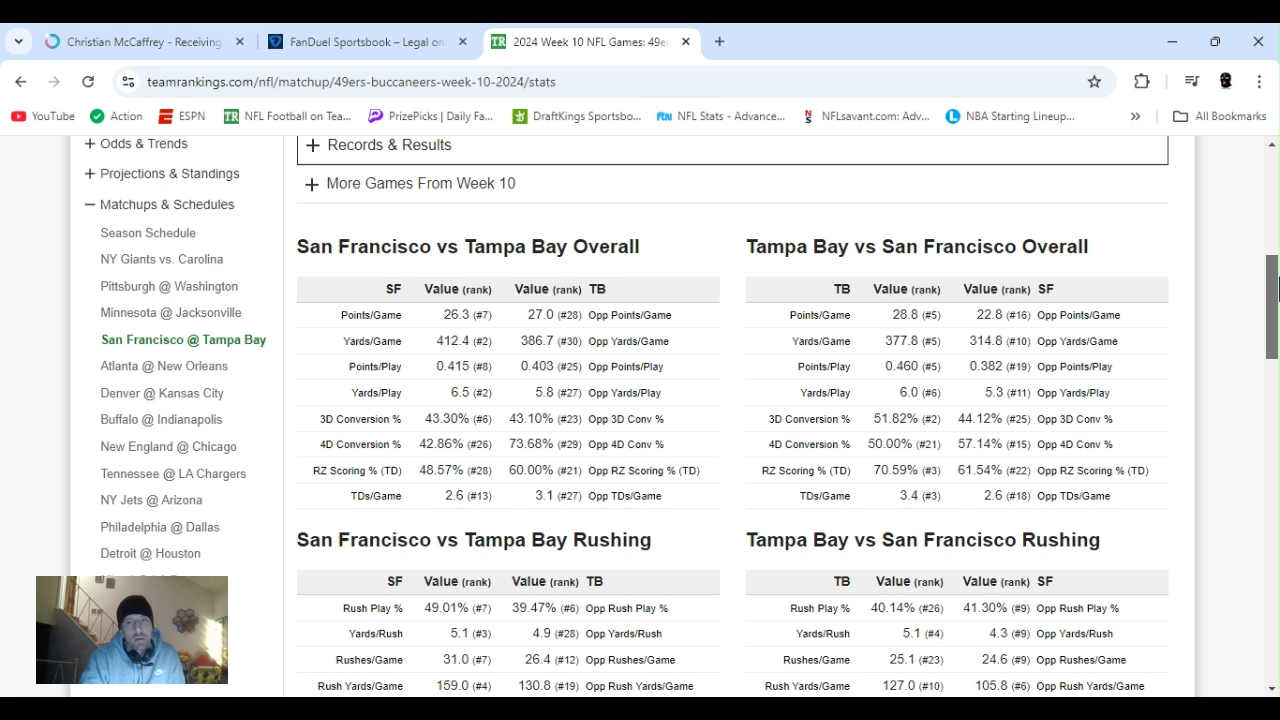 Christian McCaffrey - Receiving
FanDuel Sportsbook – Legal on
TR 2024 Week 10 NFL Games: 49e
teamrankings.com/nfl/matchup/49ers-buccaneers-week-10-2024/stats
YouTube Action ESPN TR NFL Football on Tea... PrizePicks | Daily Fa... DraftKings Sportsbo... ftn NFL Stats - Advance... NFLsavant.com: Adv... L NBA Starting Lineup... » All Bookmarks
+ Odds & Trends
+ Projections & Standings
− Matchups & Schedules
Season Schedule
NY Giants vs. Carolina
Pittsburgh @ Washington
Minnesota @ Jacksonville
San Francisco @ Tampa Bay
Atlanta @ New Orleans
Denver @ Kansas City
Buffalo @ Indianapolis
New England @ Chicago
Tennessee @ LA Chargers
NY Jets @ Arizona
Philadelphia @ Dallas
Detroit @ Houston
+ Records & Results
+ More Games From Week 10
San Francisco vs Tampa Bay Overall
SF Value (rank) Value (rank) TB
Points/Game 26.3 (#7) 27.0 (#28) Opp Points/Game
Yards/Game 412.4 (#2) 386.7 (#30) Opp Yards/Game
Points/Play 0.415 (#8) 0.403 (#25) Opp Points/Play
Yards/Play 6.5 (#2) 5.8 (#27) Opp Yards/Play
3D Conversion % 43.30% (#6) 43.10% (#23) Opp 3D Conv %
4D Conversion % 42.86% (#26) 73.68% (#29) Opp 4D Conv %
RZ Scoring % (TD) 48.57% (#28) 60.00% (#21) Opp RZ Scoring % (TD)
TDs/Game 2.6 (#13) 3.1 (#27) Opp TDs/Game
Tampa Bay vs San Francisco Overall
TB Value (rank) Value (rank) SF
Points/Game 28.8 (#5) 22.8 (#16) Opp Points/Game
Yards/Game 377.8 (#5) 314.8 (#10) Opp Yards/Game
Points/Play 0.460 (#5) 0.382 (#19) Opp Points/Play
Yards/Play 6.0 (#6) 5.3 (#11) Opp Yards/Play
3D Conversion % 51.82% (#2) 44.12% (#25) Opp 3D Conv %
4D Conversion % 50.00% (#21) 57.14% (#15) Opp 4D Conv %
RZ Scoring % (TD) 70.59% (#3) 61.54% (#22) Opp RZ Scoring % (TD)
TDs/Game 3.4 (#3) 2.6 (#18) Opp TDs/Game
San Francisco vs Tampa Bay Rushing
SF Value (rank) Value (rank) TB
Rush Play % 49.01% (#7) 39.47% (#6) Opp Rush Play %
Yards/Rush 5.1 (#3) 4.9 (#28) Opp Yards/Rush
Rushes/Game 31.0 (#7) 26.4 (#12) Opp Rushes/Game
Rush Yards/Game 159.0 (#4) 130.8 (#19) Opp Rush Yards/Game
Tampa Bay vs San Francisco Rushing
TB Value (rank) Value (rank) SF
Rush Play % 40.14% (#26) 41.30% (#9) Opp Rush Play %
Yards/Rush 5.1 (#4) 4.3 (#9) Opp Yards/Rush
Rushes/Game 25.1 (#23) 24.6 (#9) Opp Rushes/Game
Rush Yards/Game 127.0 (#10) 105.8 (#6) Opp Rush Yards/Game